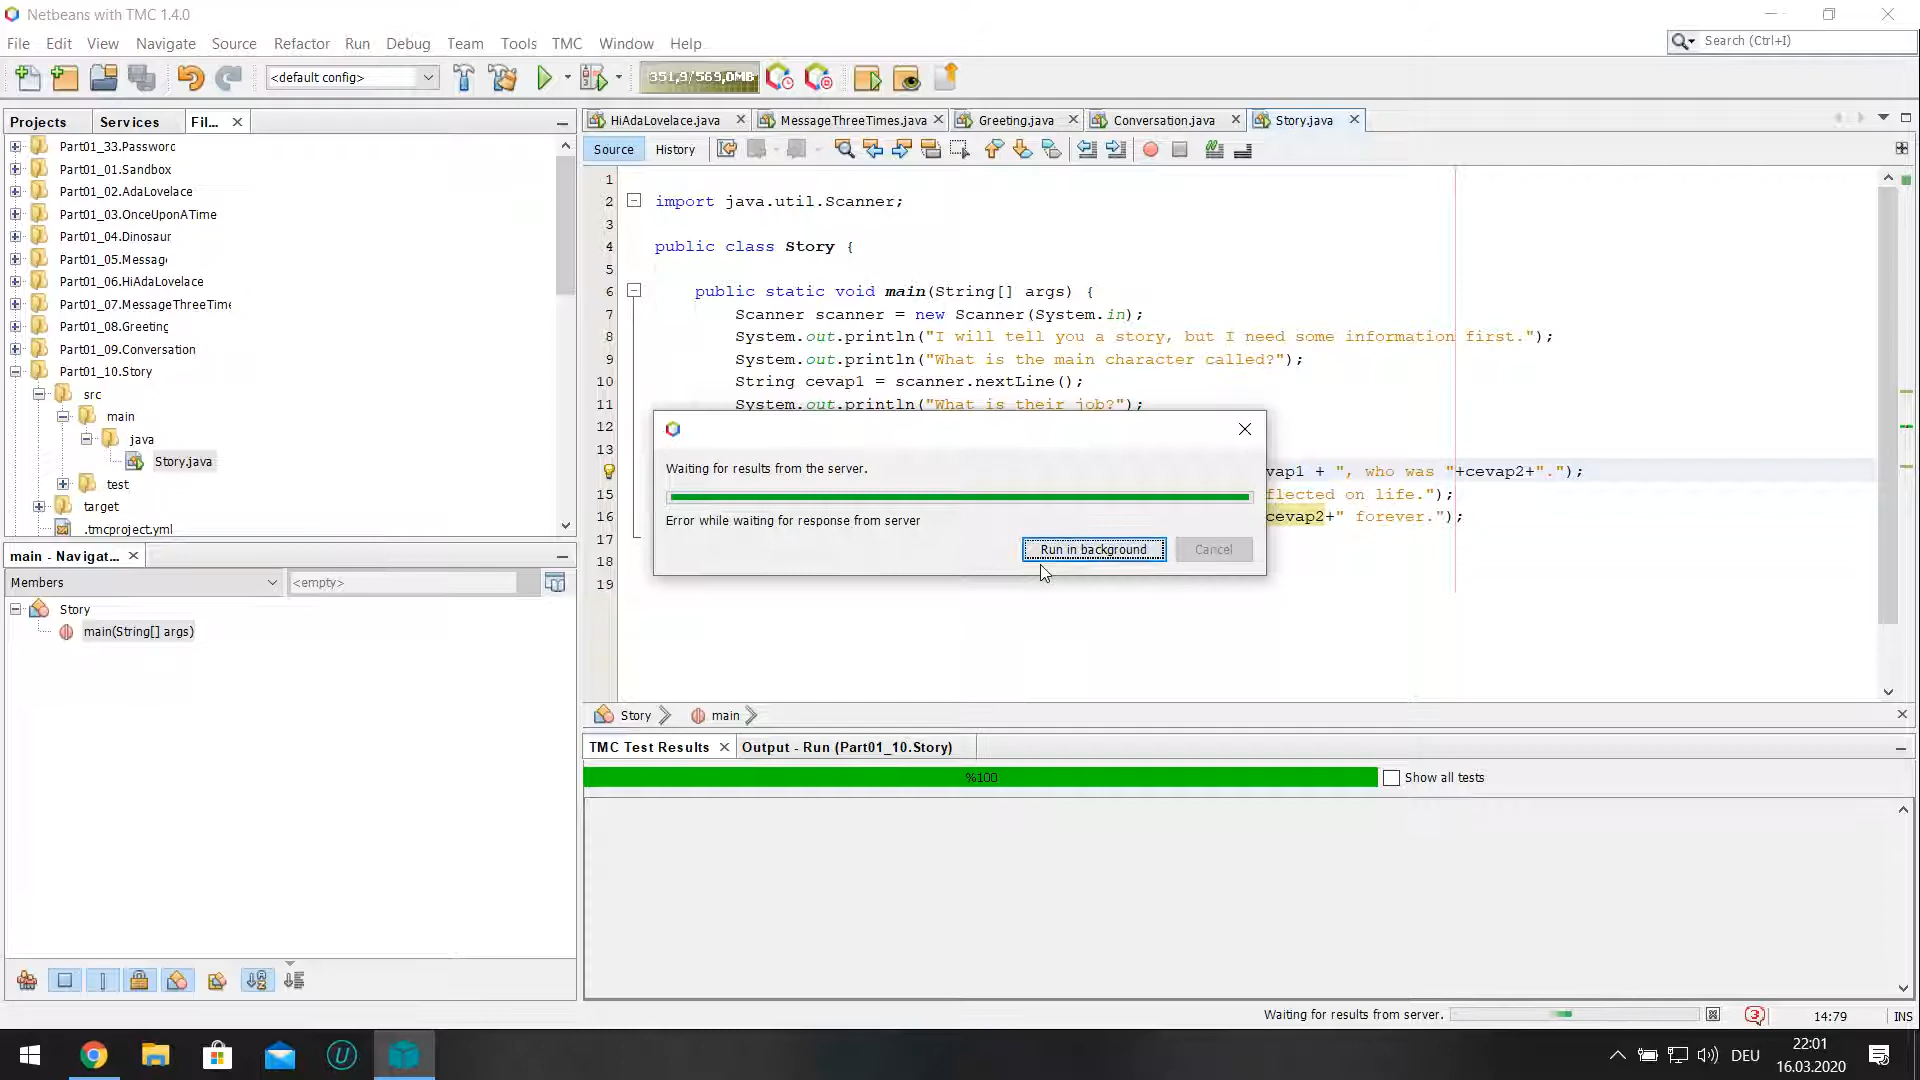 Netbeans with TMC 1.4.0
File Edit View Navigate Source Refactor Run Debug Team Tools TMC Window Help
Search (Ctrl+I)
<default config>
351,9/569,0MB
Projects Services Fil...
HiAdaLovelace.java MessageThreeTimes.java Greeting.java Conversation.java Story.java
Source History
Part01_33.Password
Part01_01.Sandbox
Part01_02.AdaLovelace
Part01_03.OnceUponATime
Part01_04.Dinosaur
Part01_05.Message
Part01_06.HiAdaLovelace
Part01_07.MessageThreeTime
Part01_08.Greeting
Part01_09.Conversation
Part01_10.Story
src
main
java
Story.java
test
target
.tmcproject.yml
1
2 import java.util.Scanner;
3
4 public class Story {
5
6 public static void main(String[] args) {
7 Scanner scanner = new Scanner(System.in);
8 System.out.println("I will tell you a story, but I need some information first.");
9 System.out.println("What is the main character called?");
10 String cevap1 = scanner.nextLine();
11 System.out.println("What is their job?");
12
13
vap1 + ", who was "+cevap2+".");
15 flected on life.");
16 cevap2+" forever.");
17
18
19
Waiting for results from the server.
Error while waiting for response from server
Run in background Cancel
main - Navigat...
Members <empty>
Story
main(String[] args)
Story main
TMC Test Results Output - Run (Part01_10.Story)
%100 Show all tests
Waiting for results from server. 3 14:79 INS
DEU 22:01
16.03.2020